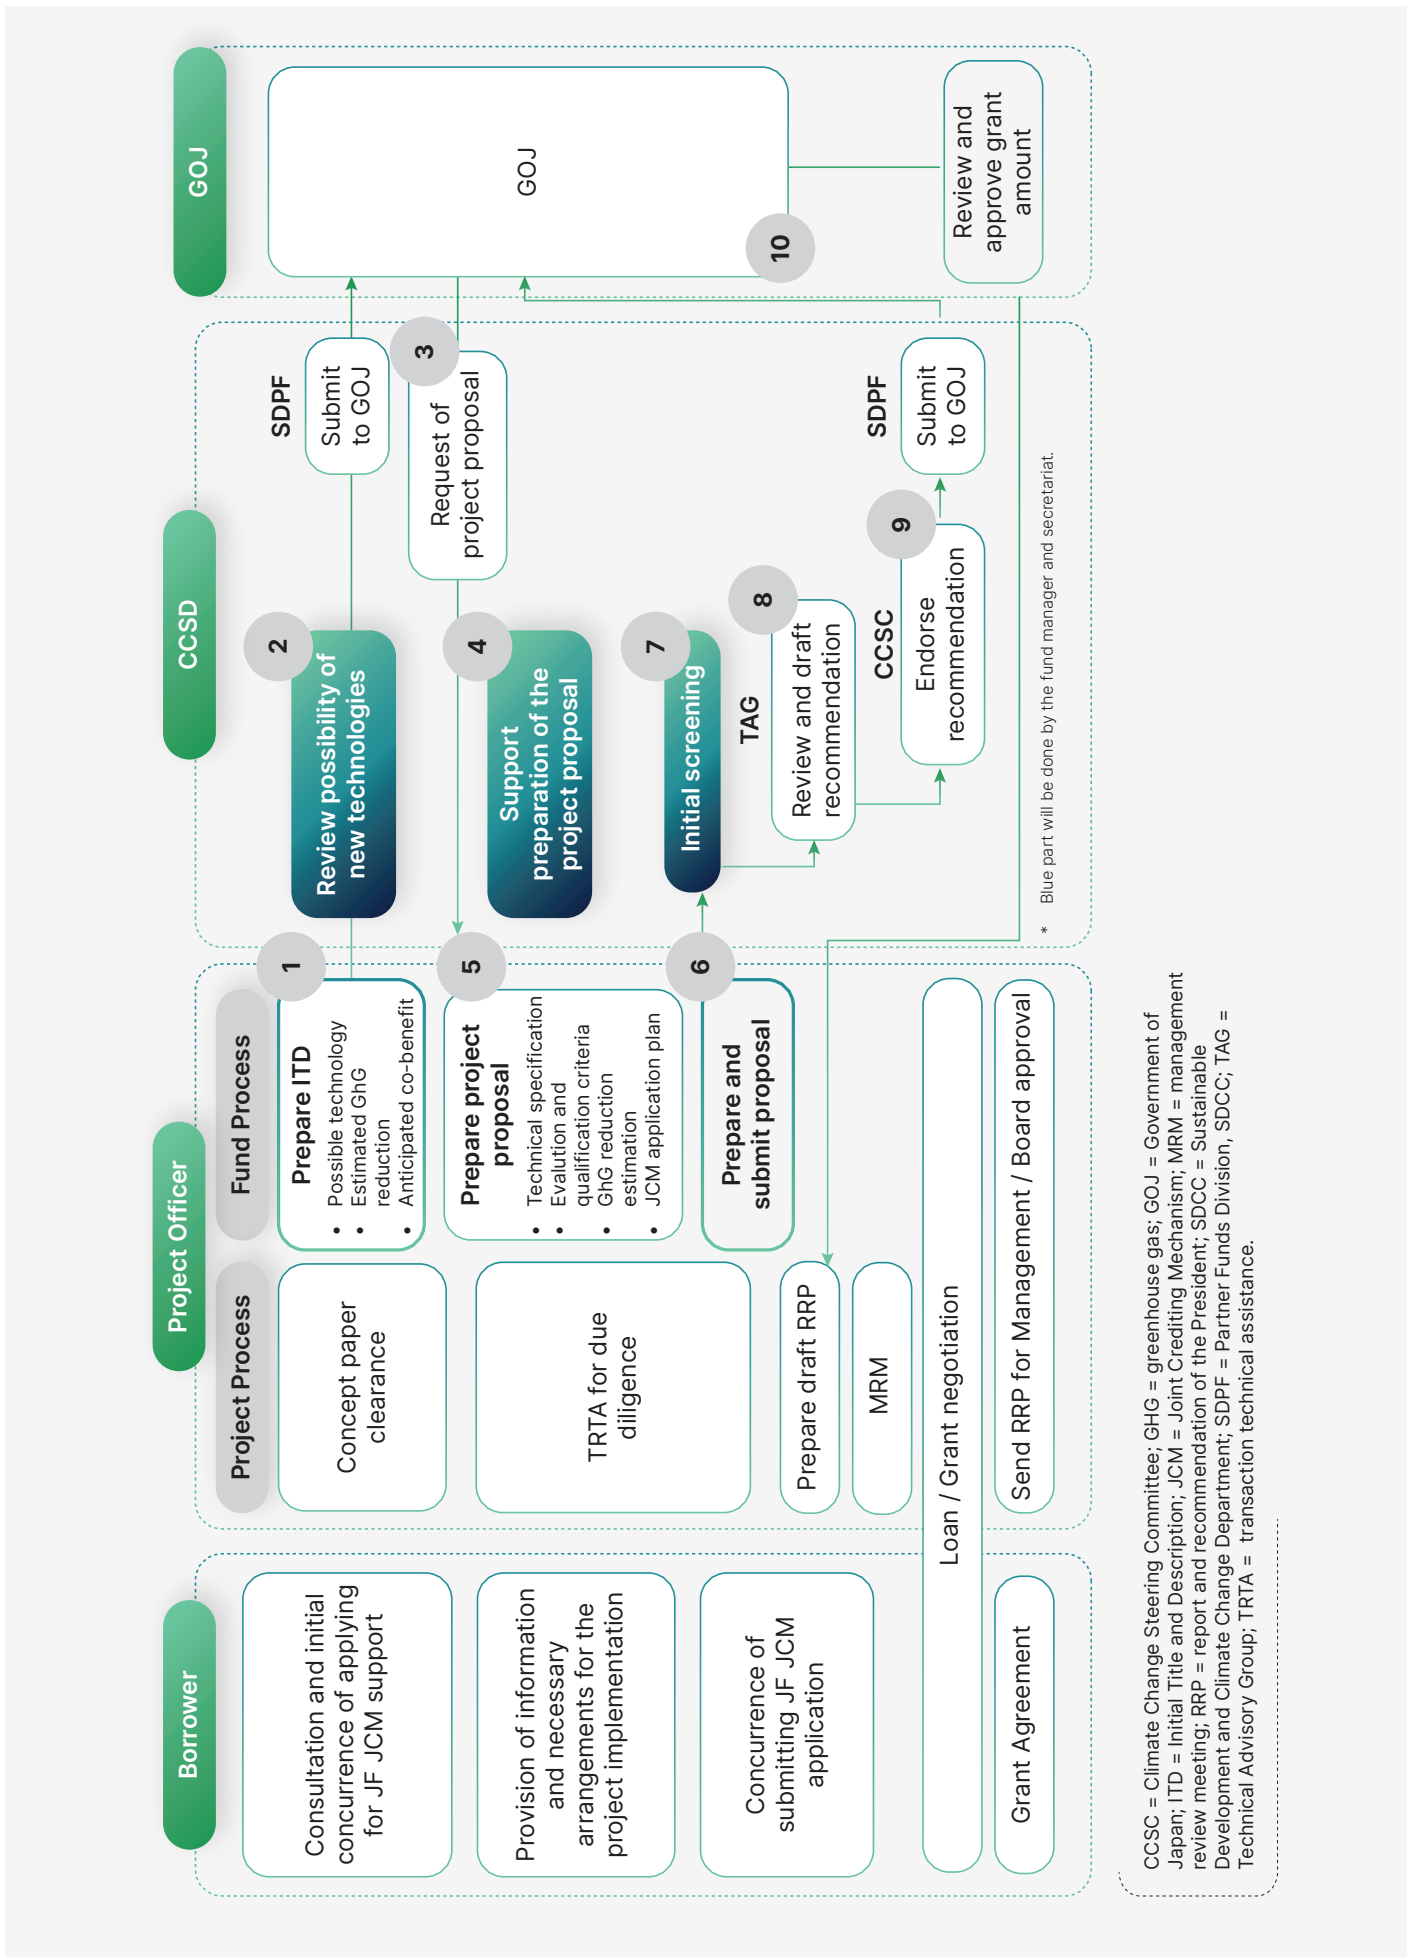 Borrower
Consultation and initial
concurrence of applying
for JF JCM support
Provision of information
and necessary
arrangements for the
project implementation
Concurrence of
submitting JF JCM
application
Loan / Grant negotiation
Grant Agreement
Project Officer
Project Process
Concept paper
clearance
TRTA for due
diligence
Prepare draft RRP
MRM
Send RRP for Management / Board approval
Fund Process
1
Prepare ITD
• Possible technology
• Estimated GhG
reduction
• Anticipated co-benefit
5
Prepare project
proposal
• Technical specification
• Evalution and
qualification criteria
• GhG reduction
estimation
• JCM application plan
6
Prepare and
submit proposal
CCSD
2
Review possibility of
new technologies
SDPF
Submit
to GOJ
3
Request of
project proposal
4
Support
preparation of the
project proposal
7
Initial screening
TAG
8
Review and draft
recommendation
CCSC
9
Endorse
recommendation
SDPF
Submit
to GOJ
* Blue part will be done by the fund manager and secretariat.
GOJ
GOJ
10
Review and
approve grant
amount
CCSC = Climate Change Steering Committee; GHG = greenhouse gas; GOJ = Government of
Japan; ITD = Initial Title and Description; JCM = Joint Crediting Mechanism; MRM = management
review meeting; RRP = report and recommendation of the President; SDCC = Sustainable
Development and Climate Change Department; SDPF = Partner Funds Division, SDCC; TAG =
Technical Advisory Group; TRTA = transaction technical assistance.